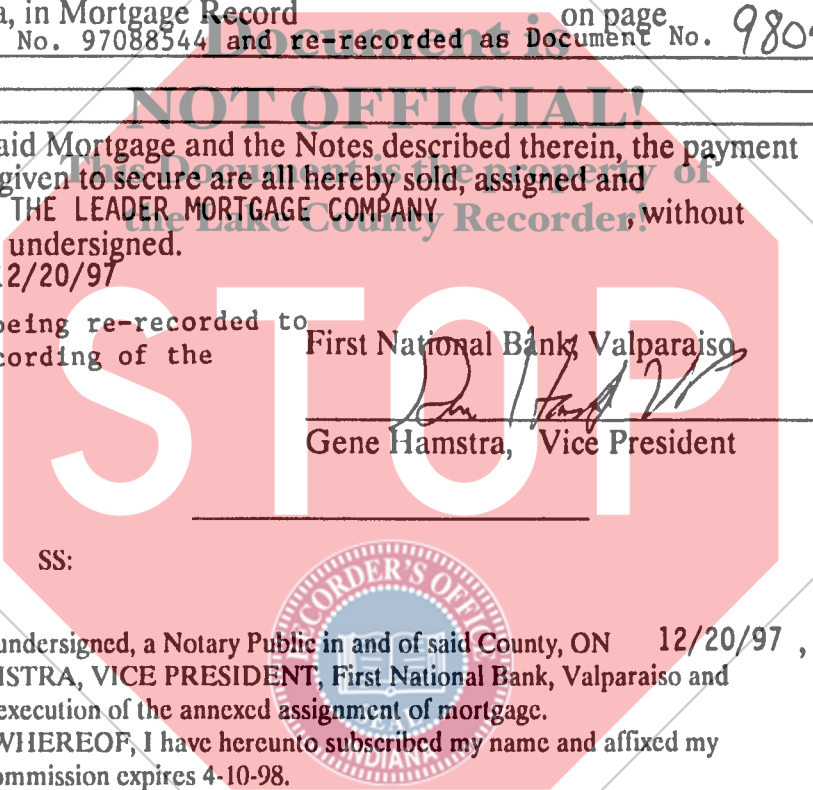 a, in Mortgage Record on page
No. 97088544 and re-recorded as Document No. 980
Document is
NOT OFFICIAL!
aid Mortgage and the Notes described therein, the payment
This Document is the property of
given to secure are all hereby sold, assigned and
THE LEADER MORTGAGE COMPANY , without
the Lake County Recorder!
undersigned.
12/20/97
being re-recorded to
cording of the
First National Bank, Valparaiso
STOP
Gene Hamstra, Vice President
SS:
RECORDER'S OFFIC
undersigned, a Notary Public in and of said County, ON 12/20/97 ,
ISTRA, VICE PRESIDENT, First National Bank, Valparaiso and
execution of the annexed assignment of mortgage.
SEAL
WHEREOF, I have hereunto subscribed my name and affixed my
INDIANA
ommission expires 4-10-98.